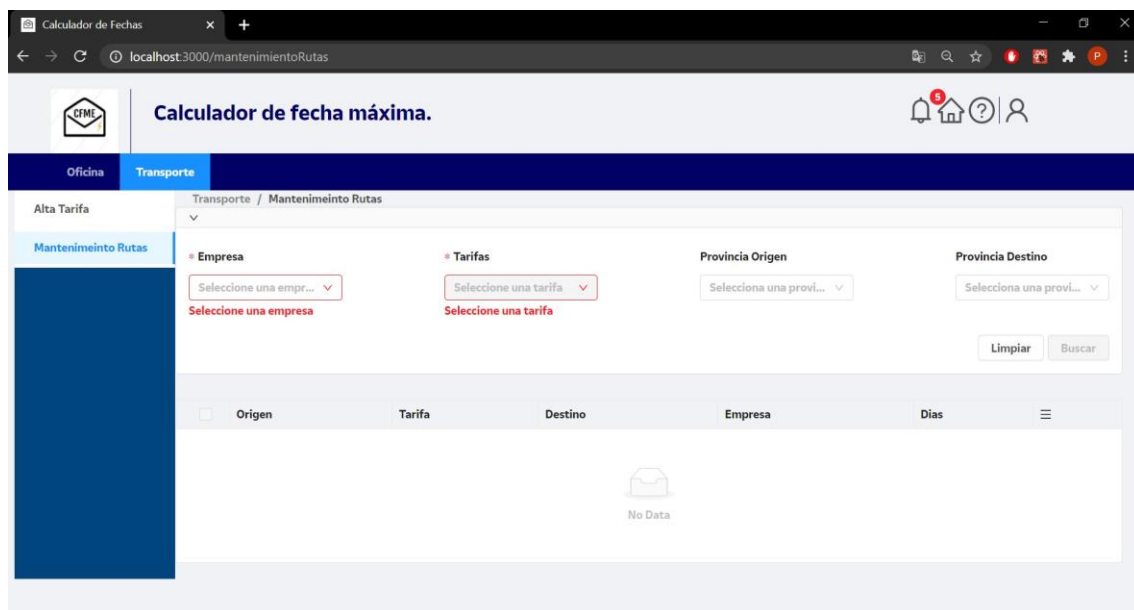 Calculador de Fechas
localhost:3000/mantenimientoRutas
P
CFME
Calculador de fecha máxima.
5
Oficina Transporte
Alta Tarifa
Mantenimeinto Rutas
Transporte / Mantenimeinto Rutas
* Empresa * Tarifas Provincia Origen Provincia Destino
Seleccione una empr... Seleccione una tarifa Selecciona una provi... Selecciona una provi...
Seleccione una empresa Seleccione una tarifa
Limpiar Buscar
Origen Tarifa Destino Empresa Dias
No Data